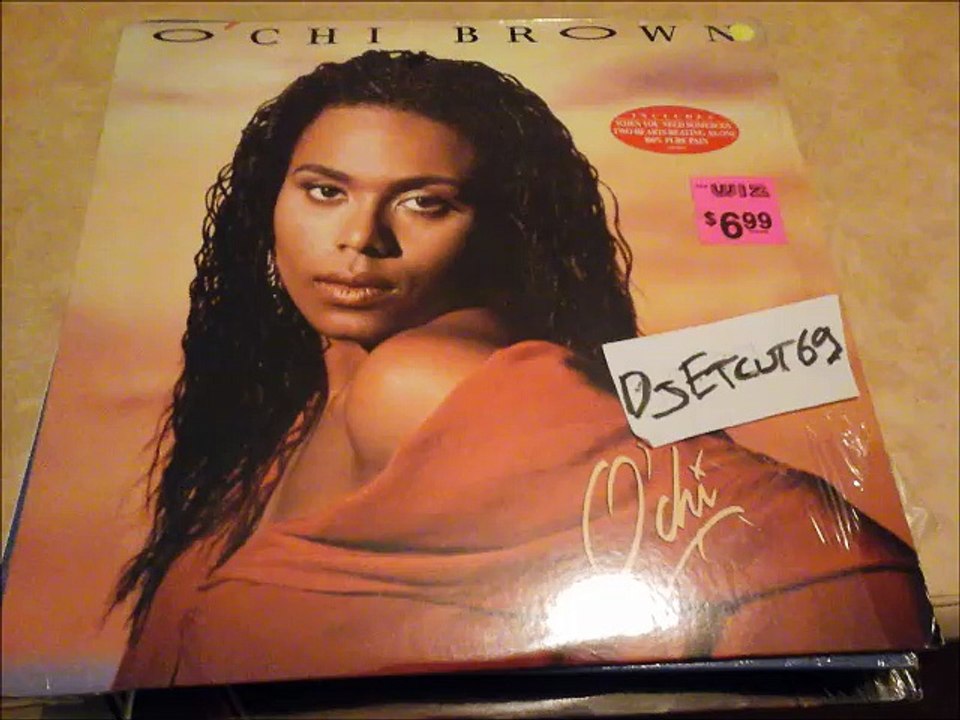 O'CHI BROWN
INCLUDES
WHEN YOU NEED SOMEBODY
TWO HEARTS BEATING AS ONE
100% PURE PAIN
THE WIZ
$6.99
DJETCUT69
O'chi